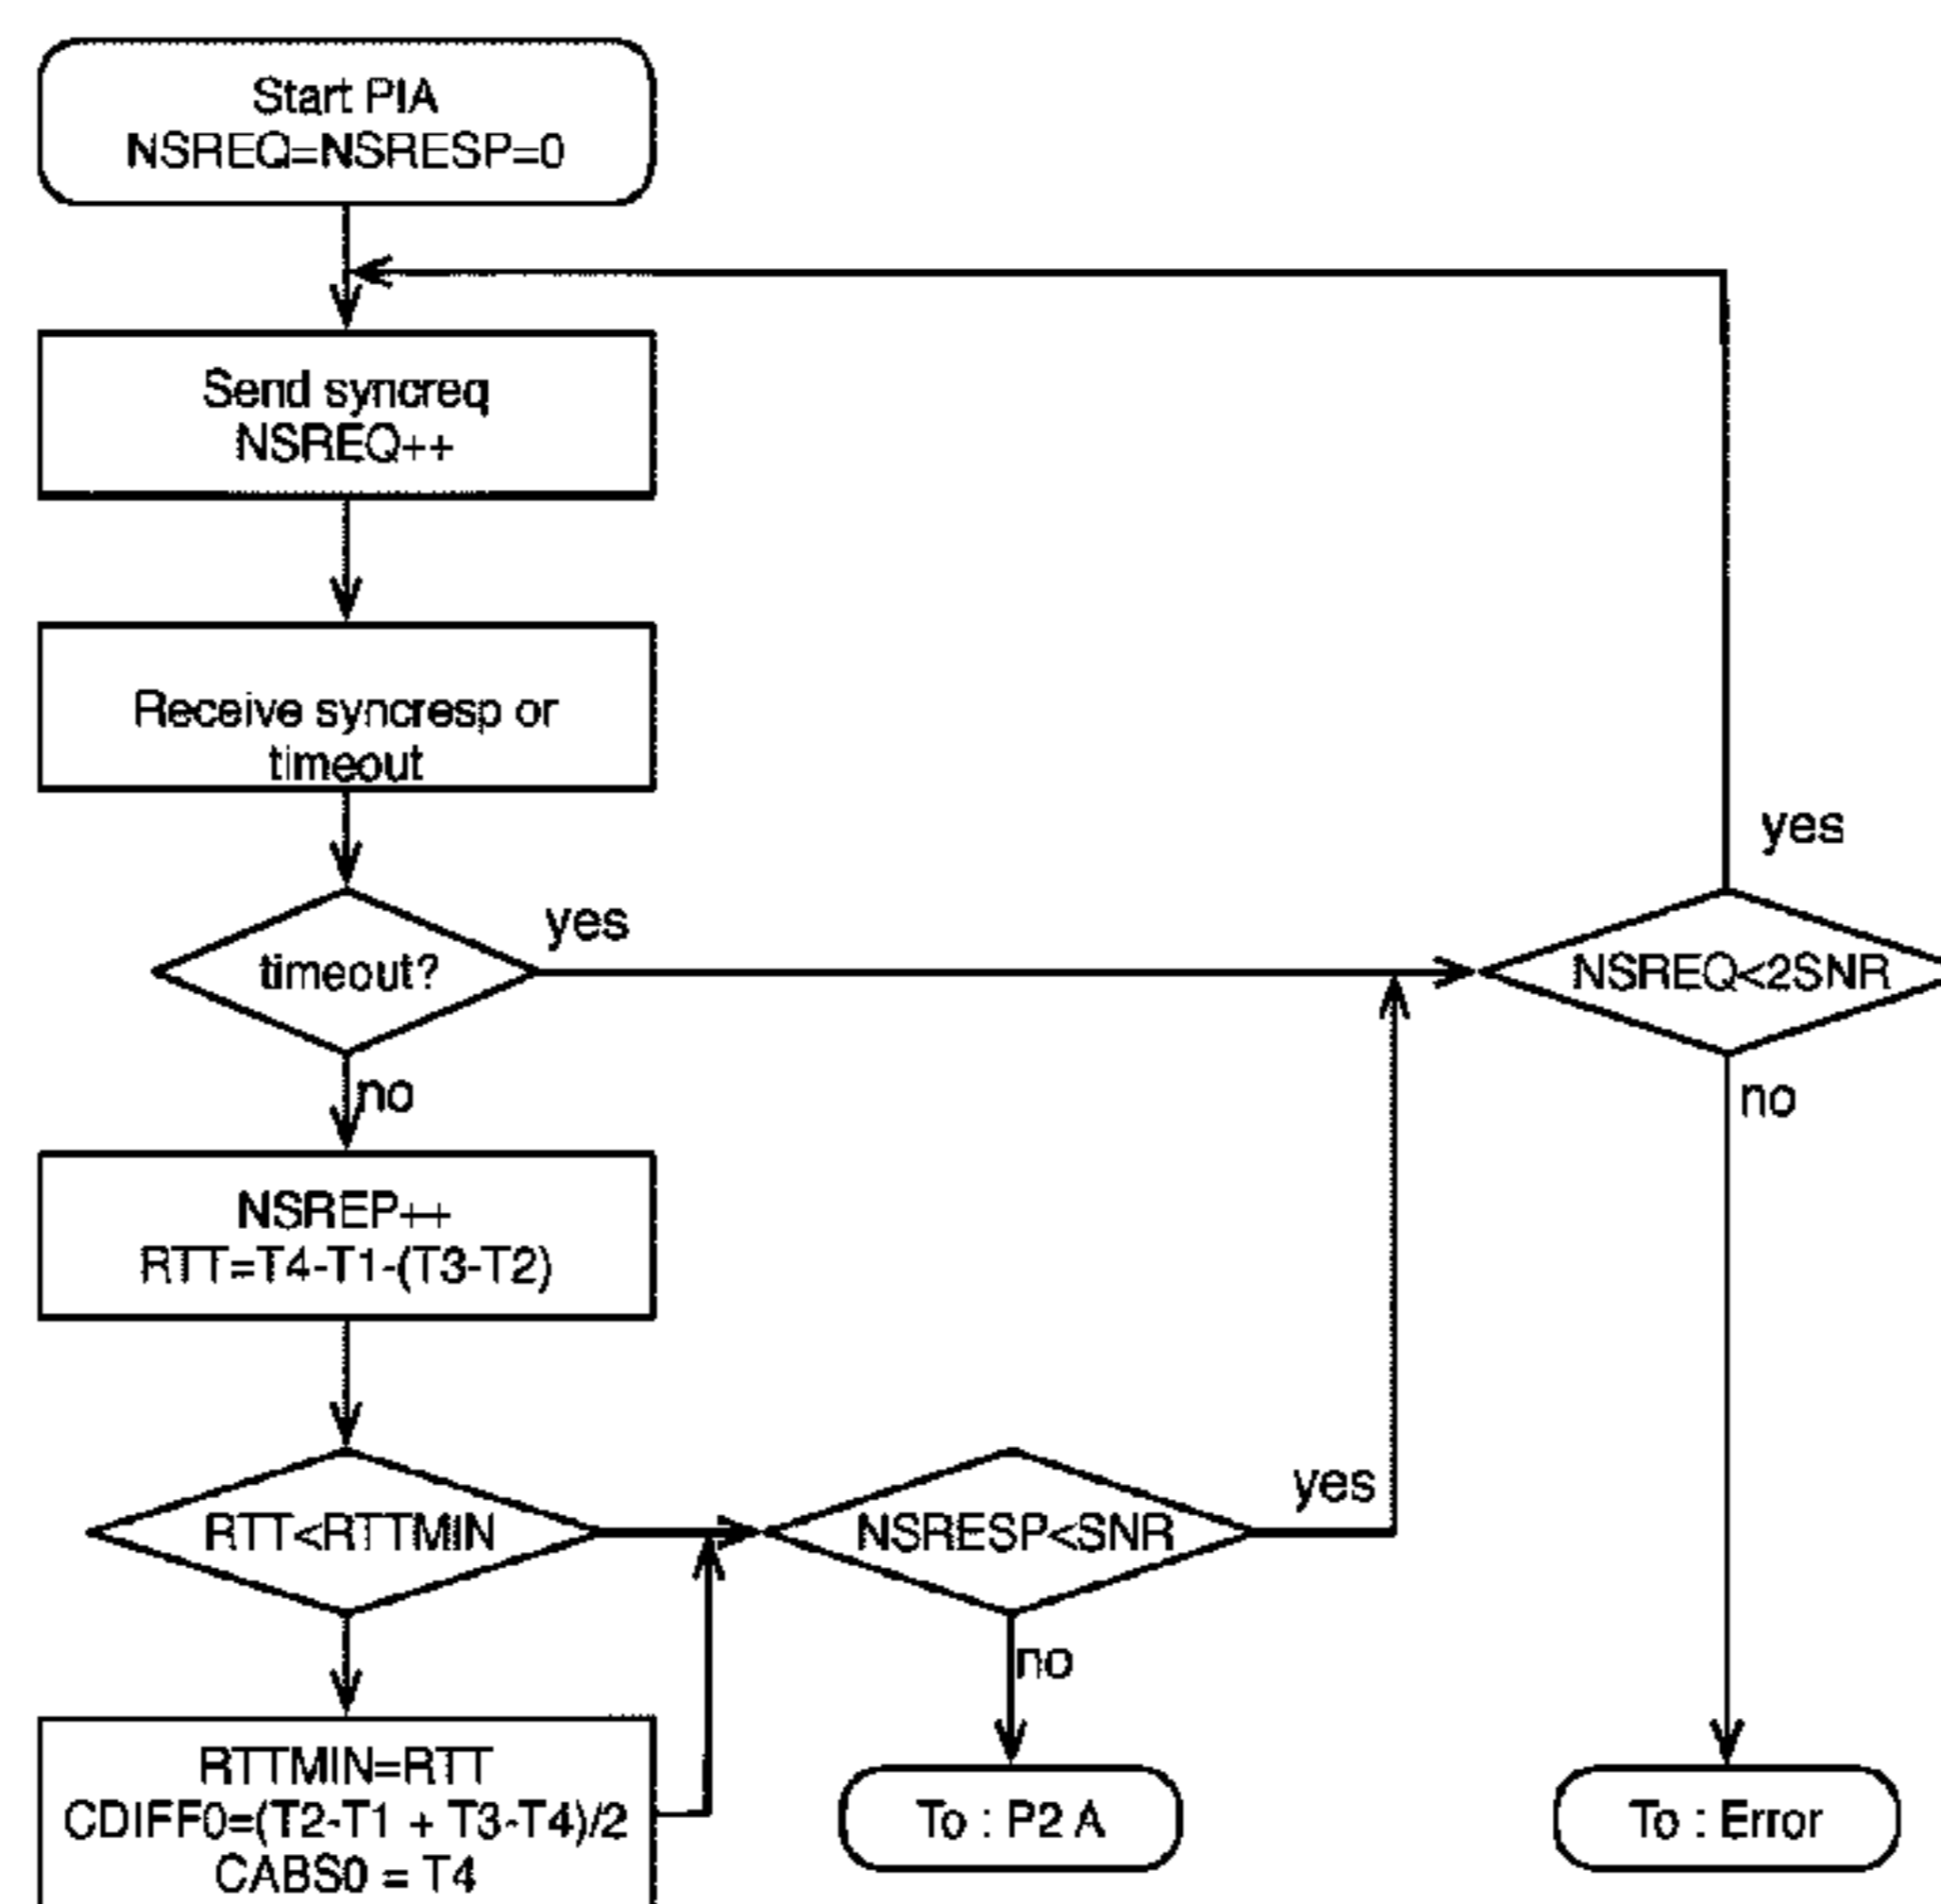 Start PIA
NSREQ=NSRESP=0
Send syncreq
NSREQ++
Receive syncresp or
timeout
timeout?
yes
NSREQ<2SNR
yes
no
no
NSREP++
RTT=T4-T1-(T3-T2)
RTT<RTTMIN
NSRESP<SNR
yes
no
RTTMIN=RTT
CDIFF0=(T2-T1 + T3-T4)/2
CABS0 = T4
To : P2 A
To : Error